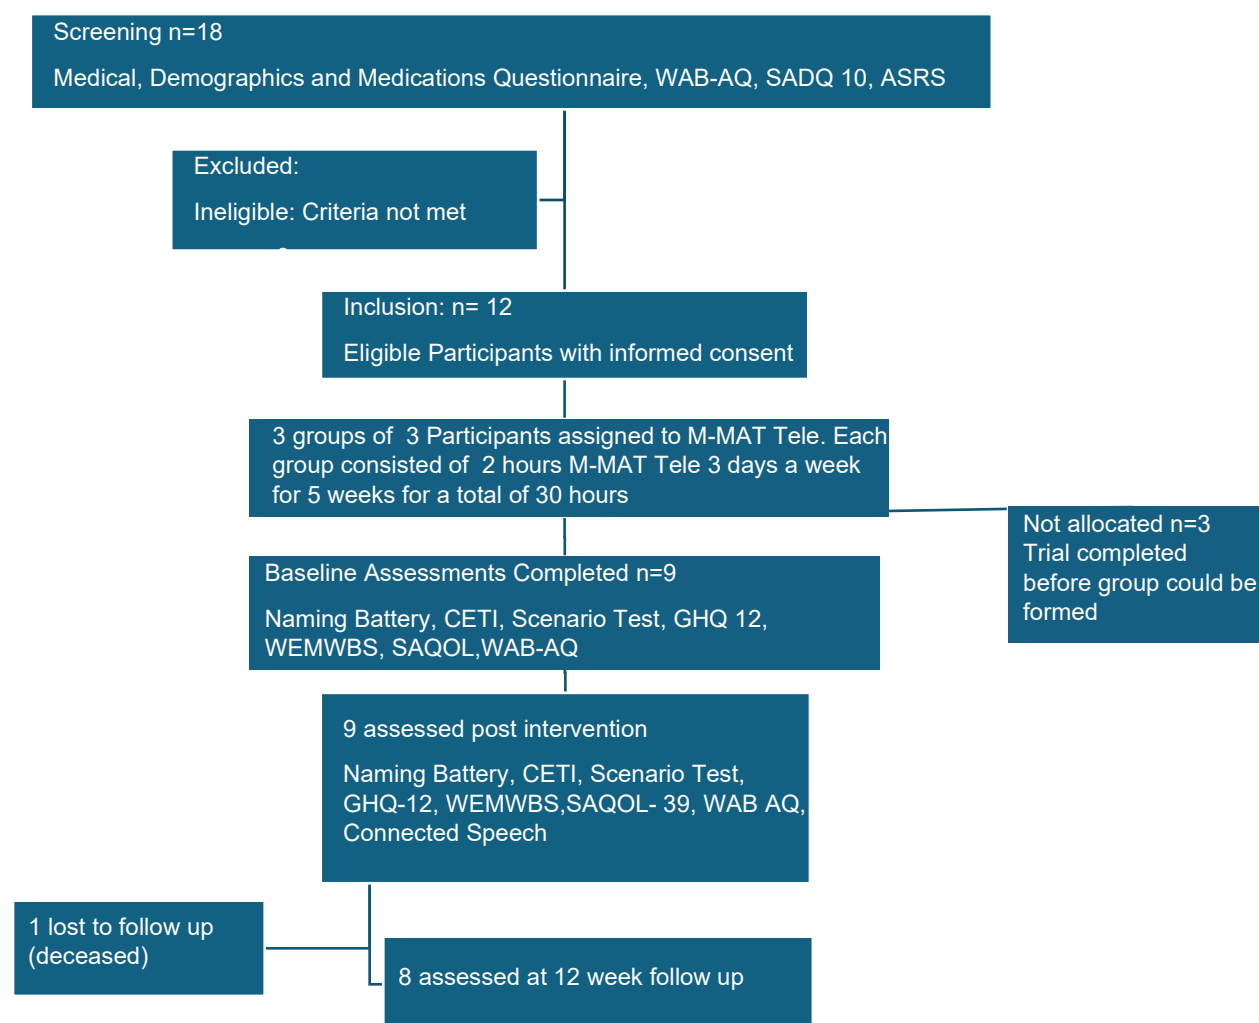 Screening n=18
Medical, Demographics and Medications Questionnaire, WAB-AQ, SADQ 10, ASRS
Excluded:
Ineligible: Criteria not met
Inclusion: n= 12
Eligible Participants with informed consent
3 groups of  3 Participants assigned to M-MAT Tele. Each
group consisted of  2 hours M-MAT Tele 3 days a week
for 5 weeks for a total of 30 hours
Not allocated n=3
Trial completed
before group could be
formed
Baseline Assessments Completed n=9
Naming Battery, CETI, Scenario Test, GHQ 12,
WEMWBS, SAQOL,WAB-AQ
9 assessed post intervention
Naming Battery, CETI, Scenario Test,
GHQ-12, WEMWBS,SAQOL- 39, WAB AQ,
Connected Speech
1 lost to follow up
(deceased)
8 assessed at 12 week follow up